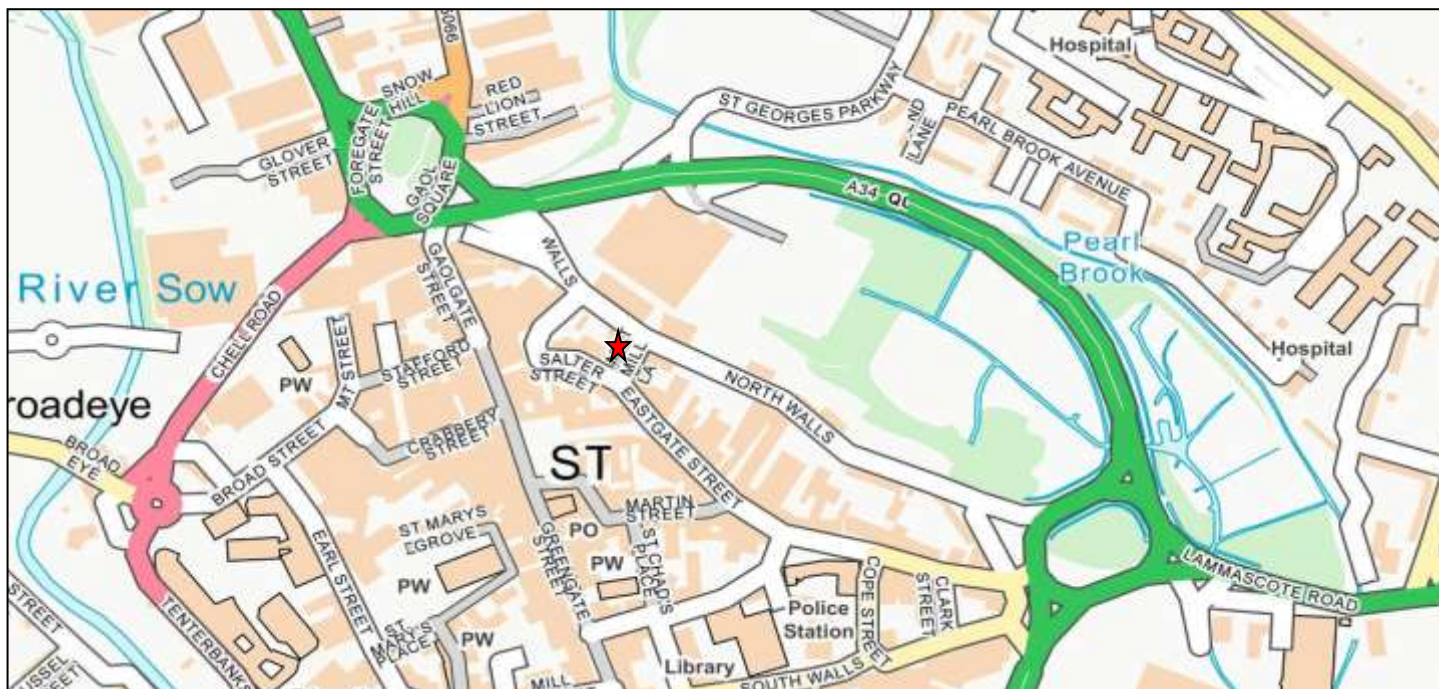 Hospital
SNOW
HILL
RED
LION
STREET
ST GEORGES PARKWAY
LANE
PEARL BROOK AVENUE
GLOVER
STREET
FOREGATE
STREET
GAOL
SQUARE
A34
Pearl
Brook
WALLS
GAOLGATE
STREET
River Sow
CHELL ROAD
Hospital
MILL
LA
SALTER
STREET
STAFFORD
STREET
MT STREET
PW
NORTH WALLS
roadeye
CRABBERY
STREET
EASTGATE STREET
BROAD
EYE
BROAD STREET
ST
MARTIN
STREET
PO
ST MARYS
GROVE
EARL STREET
GREENGATE
STREET
PW
ST CHAD'S
PLACE
PW
COPE STREET
CLARK
STREET
LAMMASCOTE ROAD
Police
Station
STREET
TENTERBANKS
ST
MARY'S
PLACE
PW
Library
MILL
SOUTH WALLS
STREET